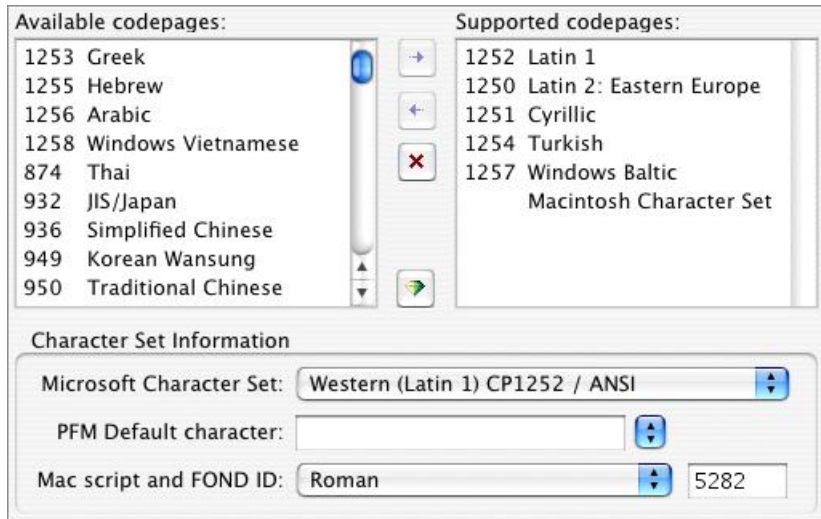 Available codepages:
1253 Greek
1255 Hebrew
1256 Arabic
1258 Windows Vietnamese
874 Thai
932 JIS/Japan
936 Simplified Chinese
949 Korean Wansung
950 Traditional Chinese
Supported codepages:
1252 Latin 1
1250 Latin 2: Eastern Europe
1251 Cyrillic
1254 Turkish
1257 Windows Baltic
Macintosh Character Set
Character Set Information
Microsoft Character Set: Western (Latin 1) CP1252 / ANSI
PFM Default character:
Mac script and FOND ID: Roman 5282